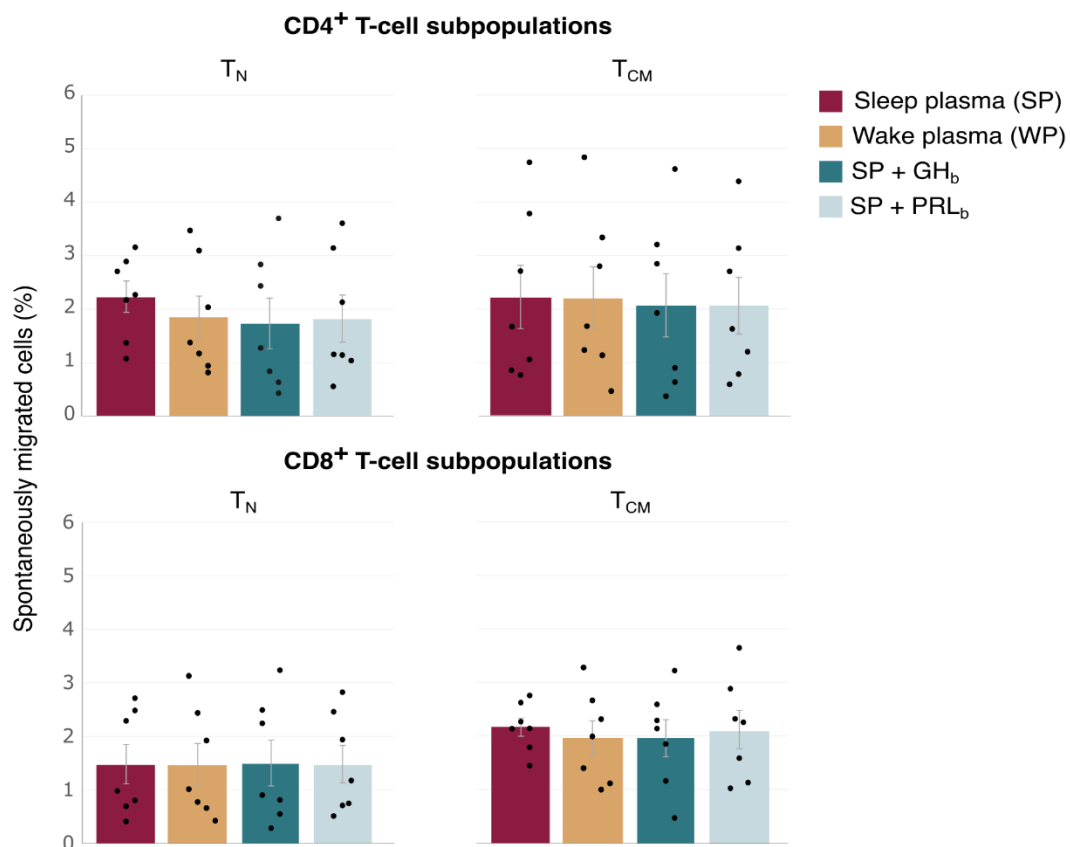 CD4⁺ T-cell subpopulations
T_N
T_CM
6
5
4
3
2
1
0
Sleep plasma (SP)
Wake plasma (WP)
SP + GH_b
SP + PRL_b
Spontaneously migrated cells (%)
CD8⁺ T-cell subpopulations
T_N
T_CM
6
5
4
3
2
1
0